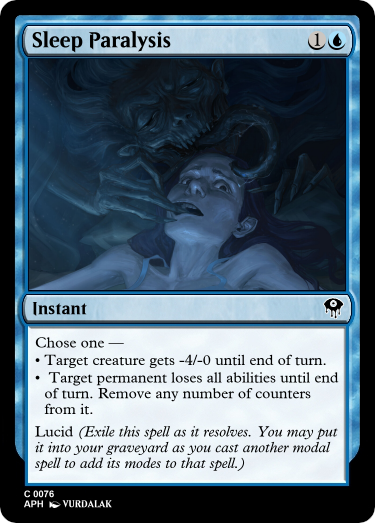 Sleep Paralysis 1
Instant
Chose one —
• Target creature gets -4/-0 until end of turn.
• Target permanent loses all abilities until end
of turn. Remove any number of counters
from it.
Lucid (Exile this spell as it resolves. You may put
it into your graveyard as you cast another modal
spell to add its modes to that spell.)
C 0076
APH VURDALAK